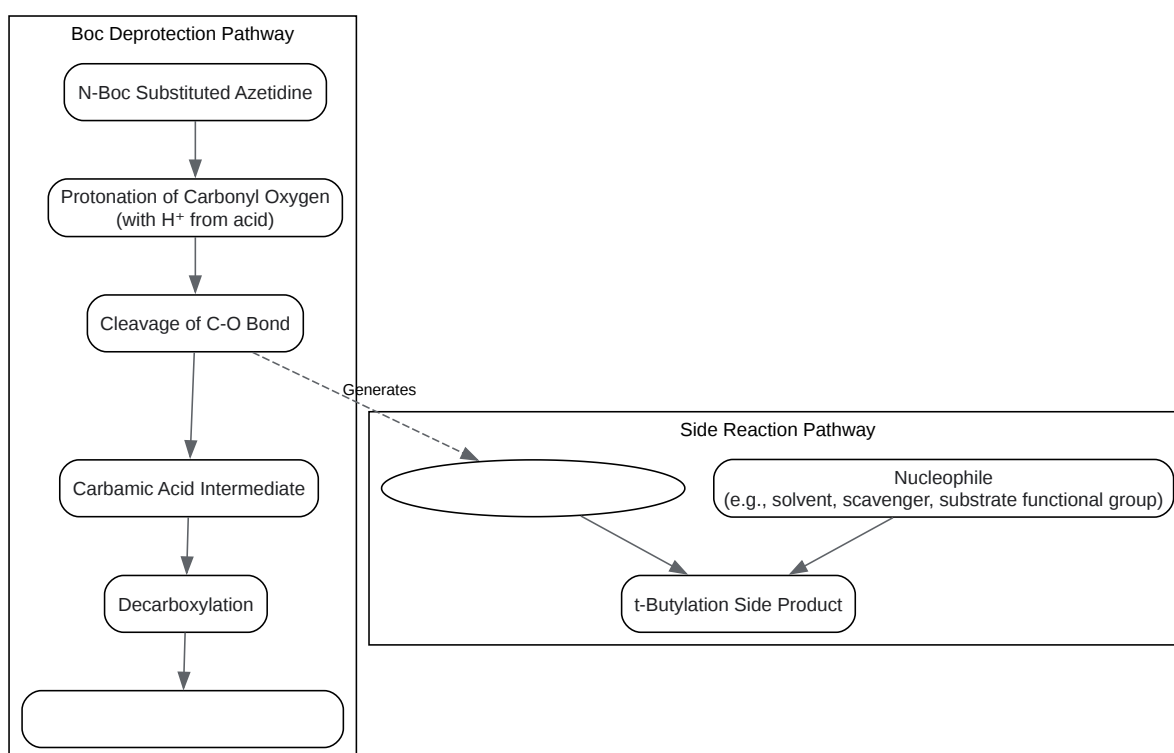 Boc Deprotection Pathway
N-Boc Substituted Azetidine
Protonation of Carbonyl Oxygen
(with H⁺ from acid)
Cleavage of C-O Bond
Generates
Side Reaction Pathway
Nucleophile
(e.g., solvent, scavenger, substrate functional group)
Carbamic Acid Intermediate
t-Butylation Side Product
Decarboxylation